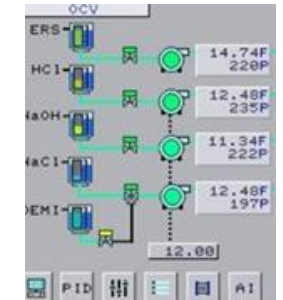 OCV
ERS
14.74F
220P
HCl
12.48F
235P
NaOH
11.34F
222P
NaCl
12.48F
197P
DEMI
12.00
PID
AI